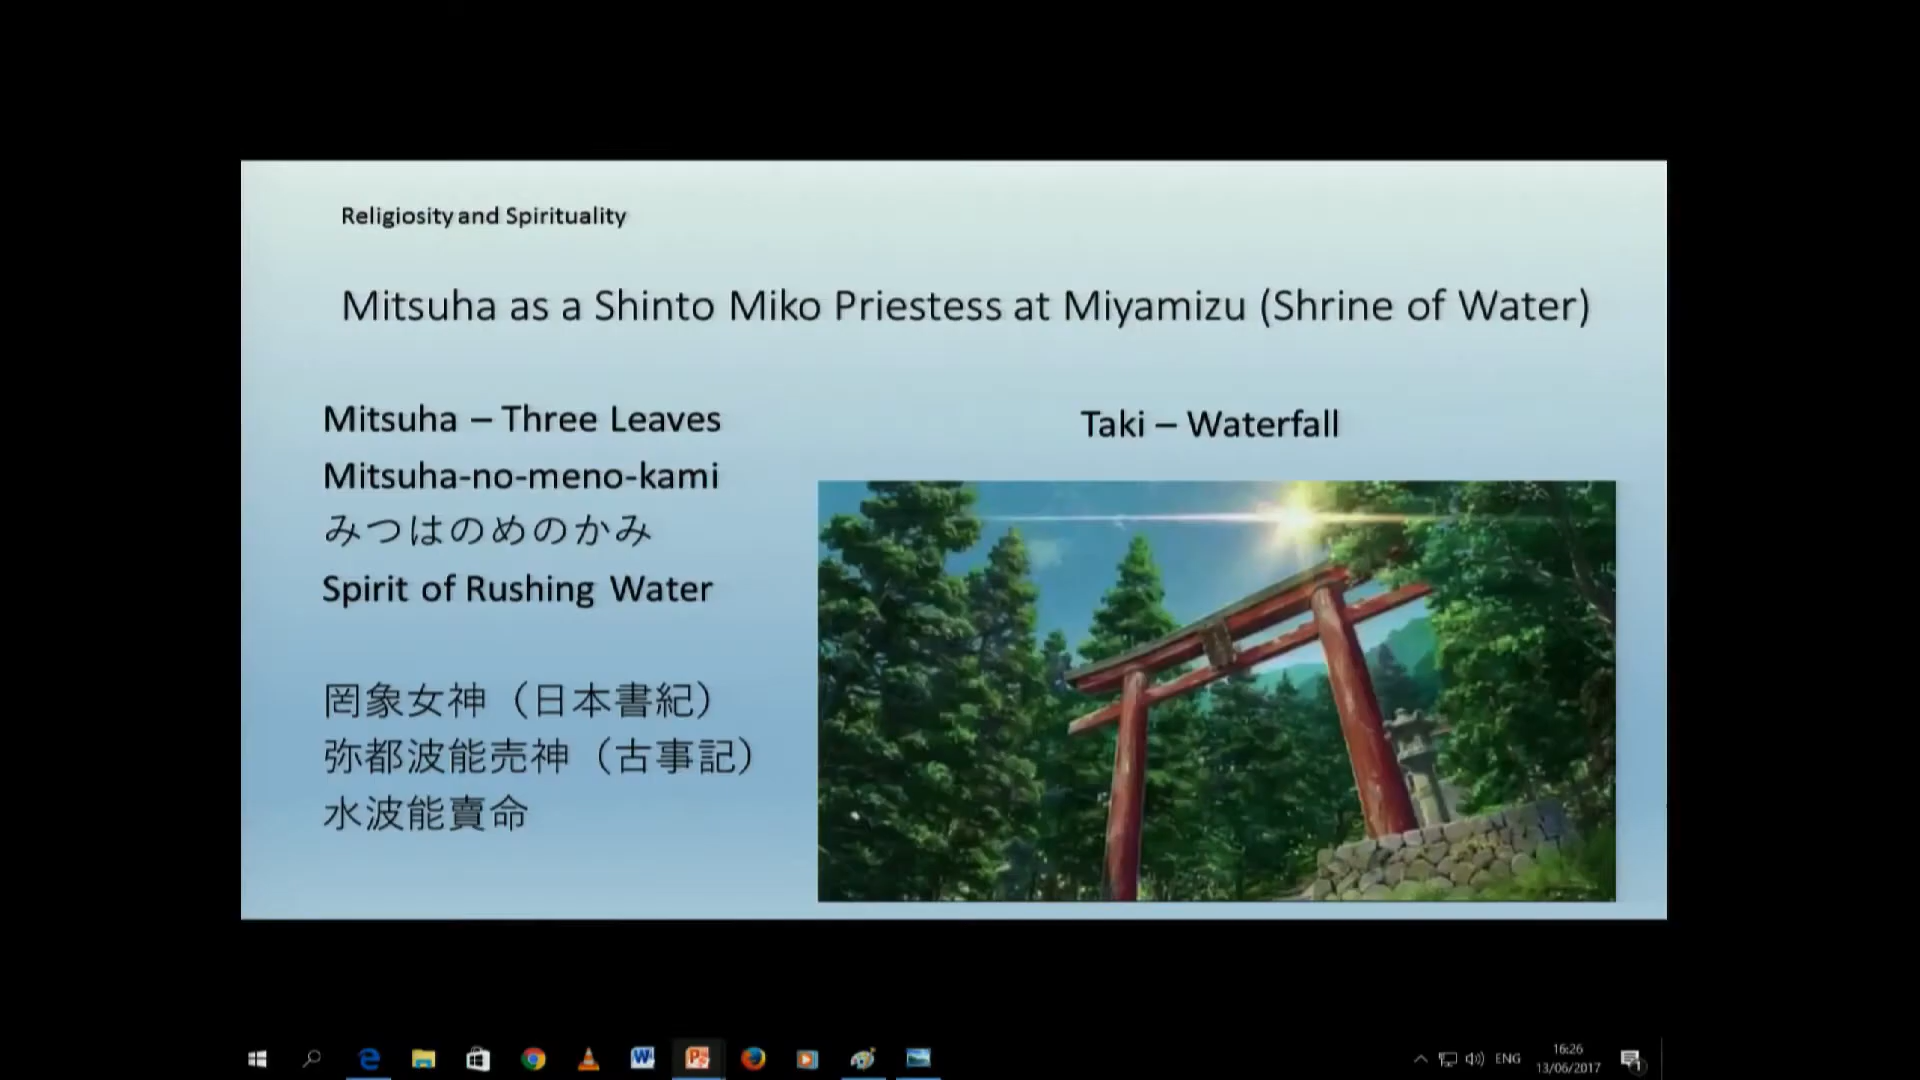 Religiosity and Spirituality
Mitsuha as a Shinto Miko Priestess at Miyamizu (Shrine of Water)
Mitsuha – Three Leaves
Mitsuha-no-meno-kami
みつはのめのかみ
Spirit of Rushing Water
罔象女神（日本書紀）
弥都波能売神（古事記）
水波能賣命
Taki – Waterfall
ENG
16:26
13/06/2017